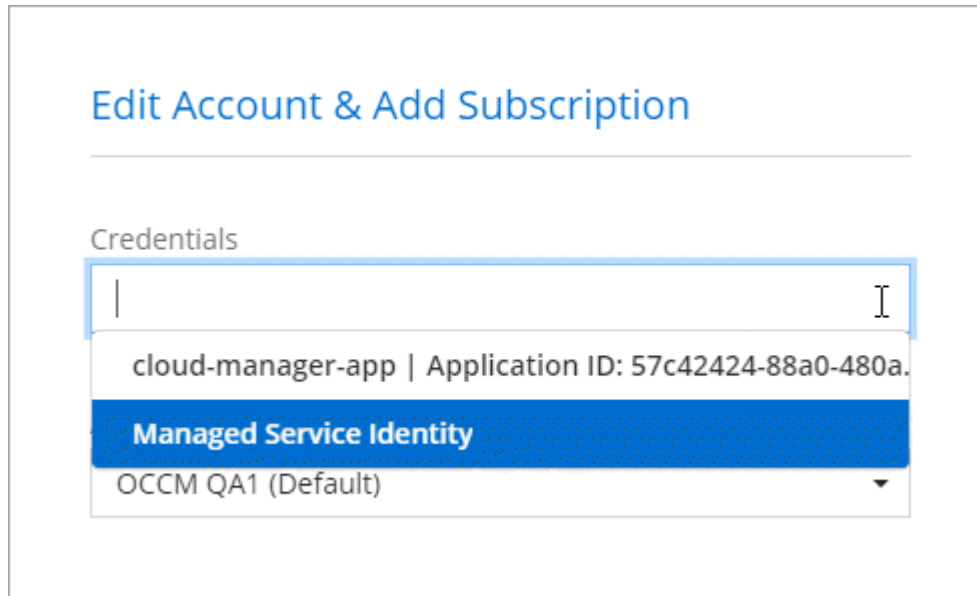 Edit Account & Add Subscription
Credentials
cloud-manager-app | Application ID: 57c42424-88a0-480a.
Managed Service Identity
OCCM QA1 (Default)